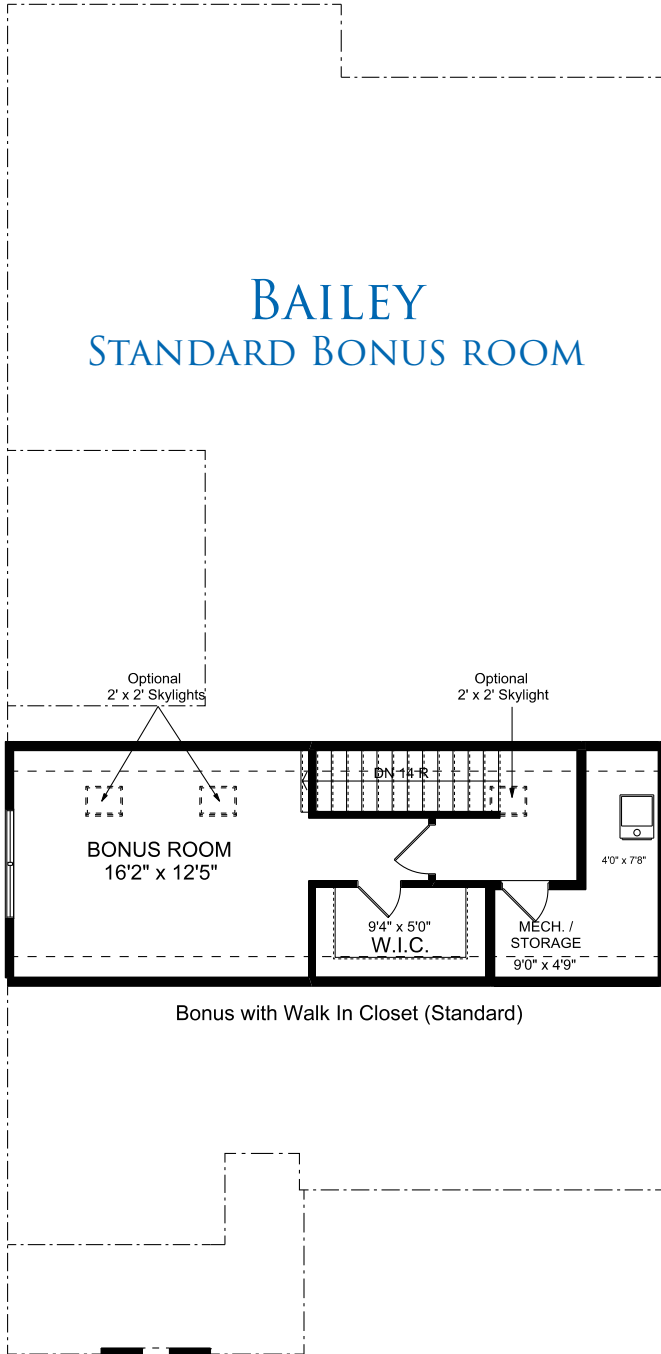 BAILEY
STANDARD BONUS ROOM
Optional
2' x 2' Skylights
Optional
2' x 2' Skylight
DN 14 R
BONUS ROOM
16'2" x 12'5"
4'0" x 7'8"
9'4" x 5'0"
W.I.C.
MECH. /
STORAGE
9'0" x 4'9"
Bonus with Walk In Closet (Standard)